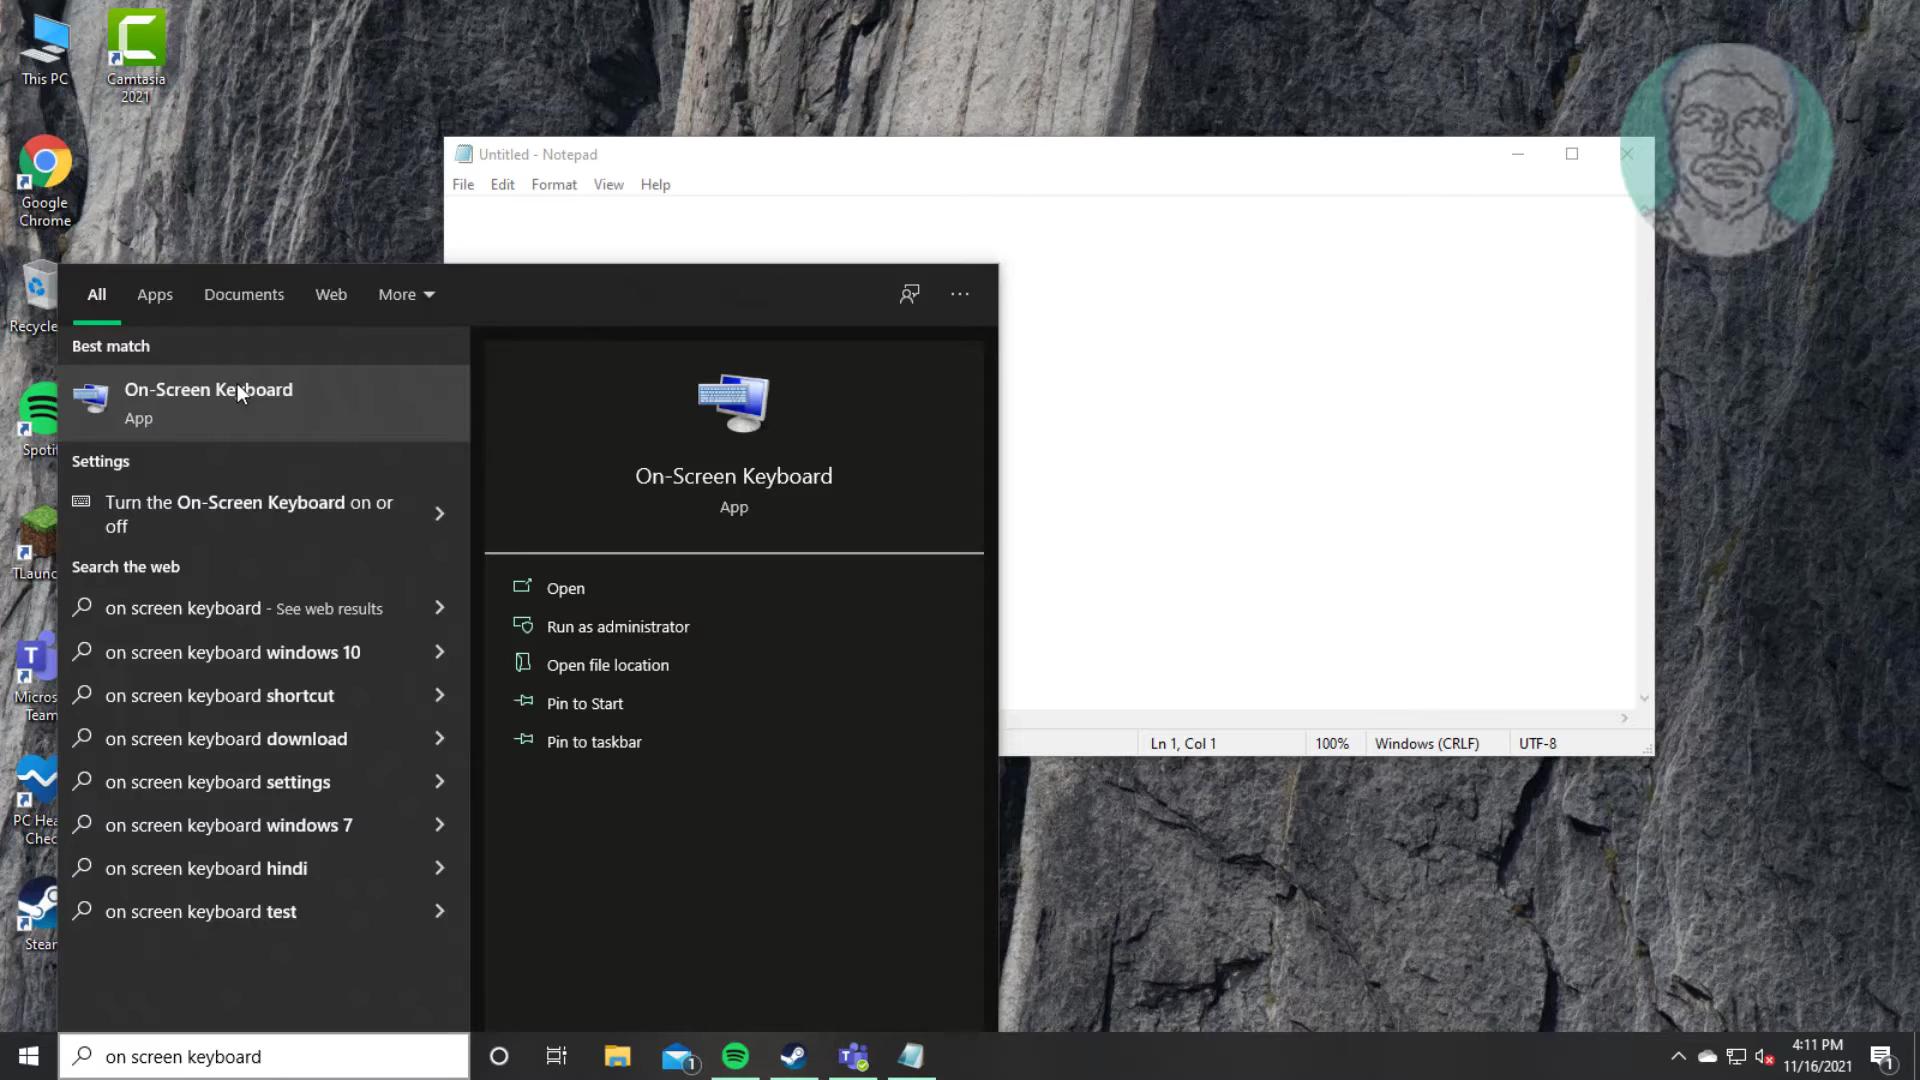 This PC
Camtasia
2021
Google
Chrome
Recycle
Spoti
TLaunc
Micros
Team
PC Hea
Chec
Stear
Untitled - Notepad
File Edit Format View Help
Ln 1, Col 1 100% Windows (CRLF) UTF-8
All Apps Documents Web More
Best match
On-Screen Keyboard
App
Settings
Turn the On-Screen Keyboard on or
off
Search the web
on screen keyboard - See web results
on screen keyboard windows 10
on screen keyboard shortcut
on screen keyboard download
on screen keyboard settings
on screen keyboard windows 7
on screen keyboard hindi
on screen keyboard test
On-Screen Keyboard
App
Open
Run as administrator
Open file location
Pin to Start
Pin to taskbar
on screen keyboard
1
4:11 PM
11/16/2021
1